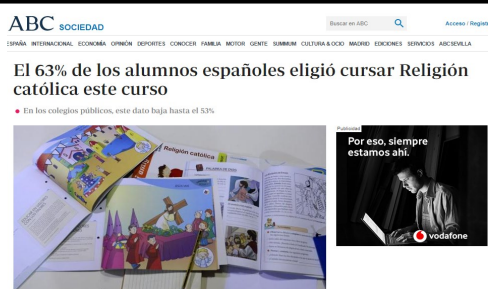 ABC SOCIEDAD
Buscar en ABC
Acceso / Regist
ESPAÑA INTERNACIONAL ECONOMÍA OPINIÓN DEPORTES CONOCER FAMILIA MOTOR GENTE SUMMUM CULTURA & OCIO MADRID EDICIONES SERVICIOS ABCSEVILLA
El 63% de los alumnos españoles eligió cursar Religión
católica este curso
En los colegios públicos, este dato baja hasta el 53%
Publicidad
Por eso, siempre
estamos ahí.
Religión católica
vodafone